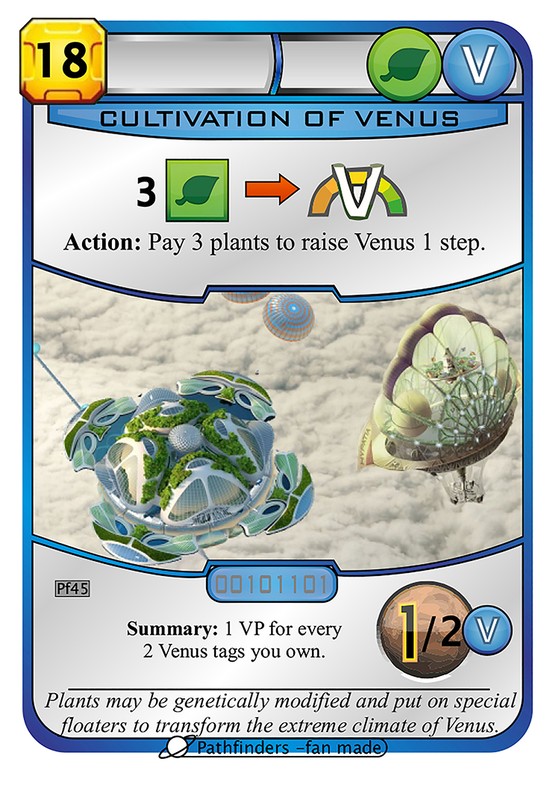 18
V
CULTIVATION OF VENUS
3
V
Action: Pay 3 plants to raise Venus 1 step.
Pf45
00101101
Summary: 1 VP for every
2 Venus tags you own.
1/2 V
Plants may be genetically modified and put on special
floaters to transform the extreme climate of Venus.
Pathfinders -fan made